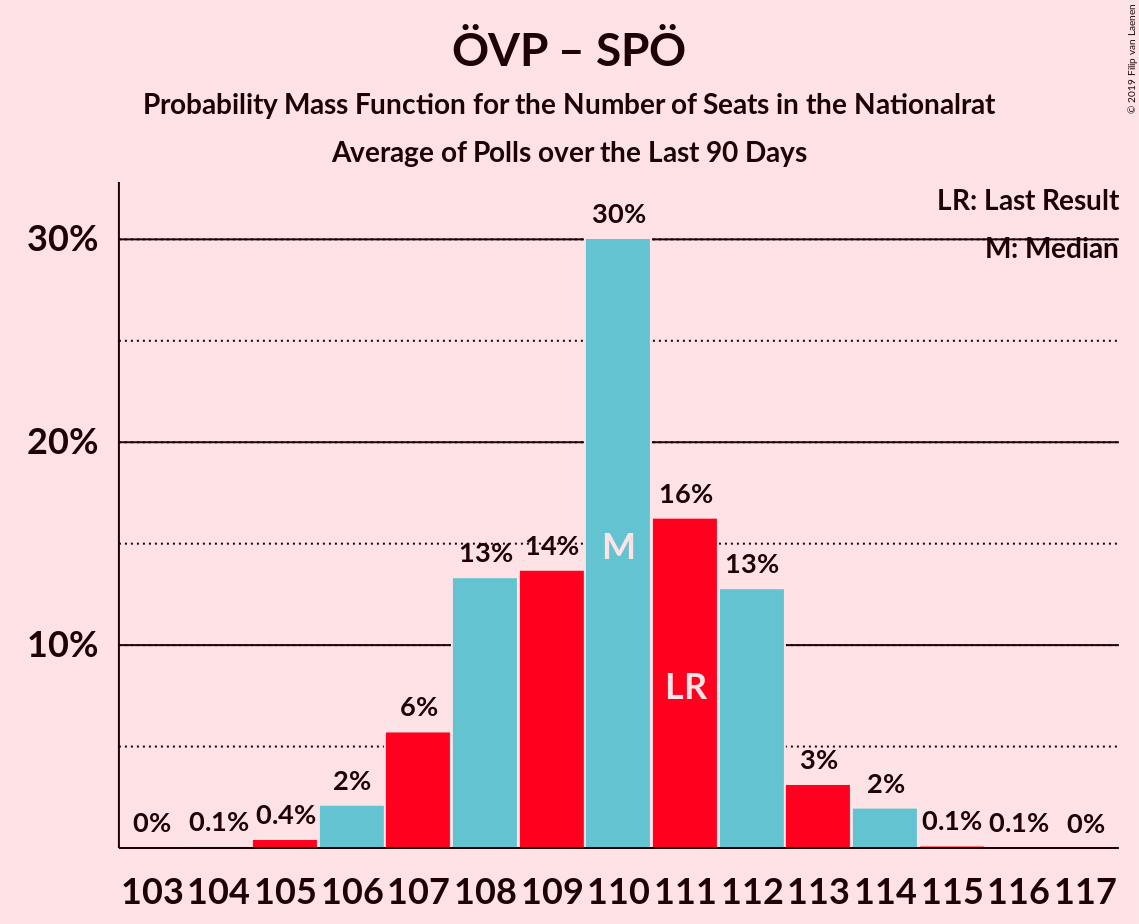 ÖVP – SPÖ
Probability Mass Function for the Number of Seats in the Nationalrat
Average of Polls over the Last 90 Days
© 2019 Filip van Laenen
LR: Last Result
M: Median
30%
20%
10%
0%
0.1%
0.4%
2%
6%
13%
14%
30%
16%
13%
3%
2%
0.1%
0.1%
0%
M
LR
103 104 105 106 107 108 109 110 111 112 113 114 115 116 117